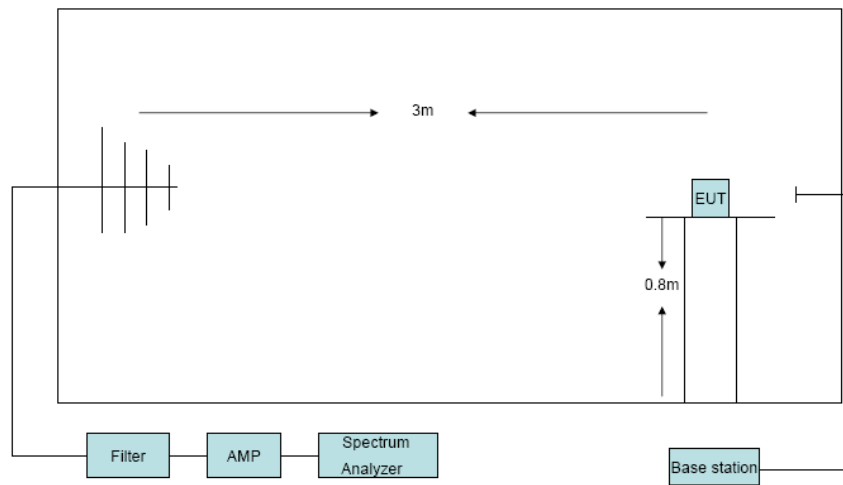 3m
EUT
0.8m
Filter
AMP
Spectrum
Analyzer
Base station